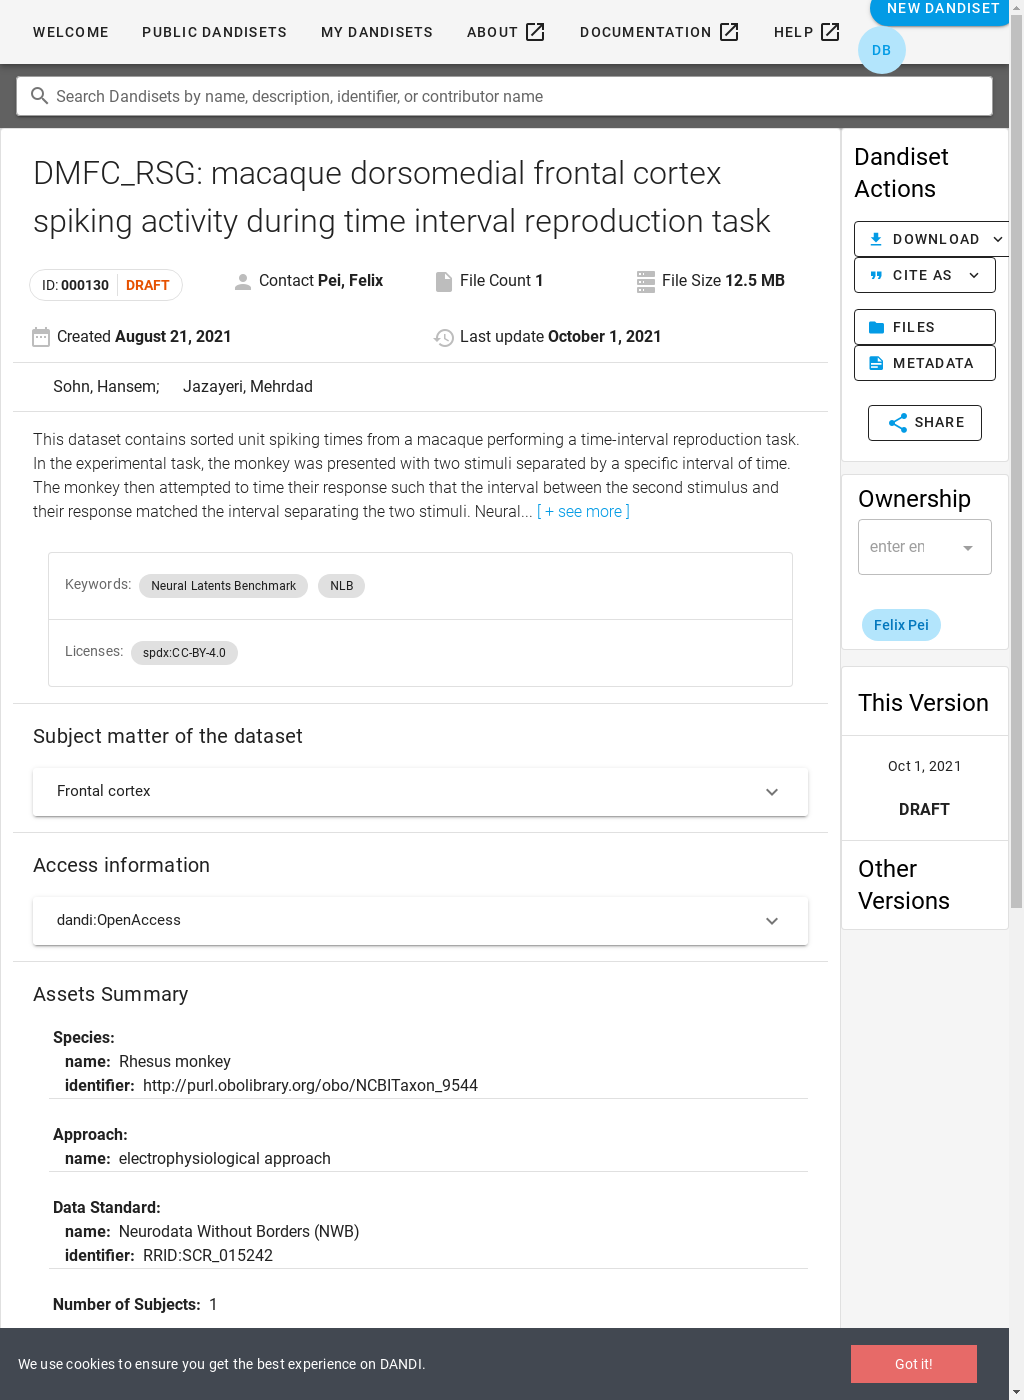 WELCOME PUBLIC DANDISETS MY DANDISETS ABOUT DOCUMENTATION HELP NEW DANDISET
DB
Search Dandisets by name, description, identifier, or contributor name
DMFC_RSG: macaque dorsomedial frontal cortex
spiking activity during time interval reproduction task
ID: 000130 DRAFT
Contact Pei, Felix
File Count 1
File Size 12.5 MB
Created August 21, 2021
Last update October 1, 2021
Sohn, Hansem; Jazayeri, Mehrdad
This dataset contains sorted unit spiking times from a macaque performing a time-interval reproduction task.
In the experimental task, the monkey was presented with two stimuli separated by a specific interval of time.
The monkey then attempted to time their response such that the interval between the second stimulus and
their response matched the interval separating the two stimuli. Neural... [ + see more ]
Keywords: Neural Latents Benchmark NLB
Licenses: spdx:CC-BY-4.0
Subject matter of the dataset
Frontal cortex
Access information
dandi:OpenAccess
Assets Summary
Species:
name: Rhesus monkey
identifier: http://purl.obolibrary.org/obo/NCBITaxon_9544
Approach:
name: electrophysiological approach
Data Standard:
name: Neurodata Without Borders (NWB)
identifier: RRID:SCR_015242
Number of Subjects: 1
Dandiset
Actions
DOWNLOAD
CITE AS
FILES
METADATA
SHARE
Ownership
enter en
Felix Pei
This Version
Oct 1, 2021
DRAFT
Other
Versions
We use cookies to ensure you get the best experience on DANDI.
Got it!